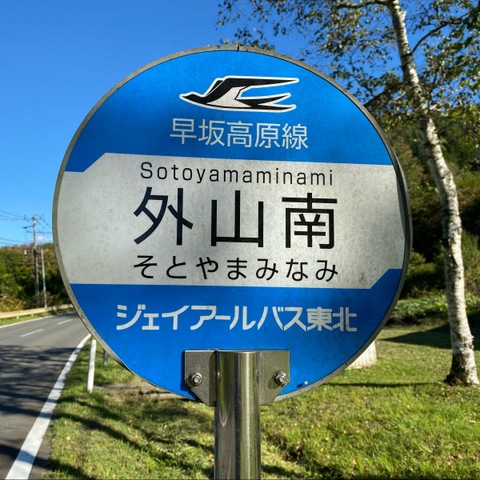 早坂高原線
Sotoyamaminami
外山南
そとやまみなみ
ジェイアールバス東北